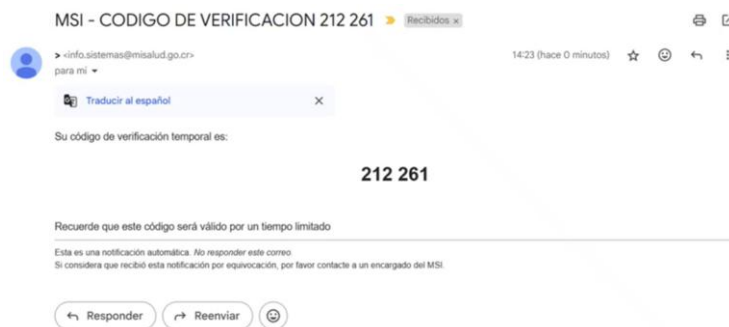 MSI - CODIGO DE VERIFICACION 212 261 Recibidos x
> <info.sistemas@misalud.go.cr> 14:23 (hace 0 minutos)
para mi
Traducir al español
Su código de verificación temporal es:
212 261
Recuerde que este código será válido por un tiempo limitado
Esta es una notificación automática. No responder este correo
Si considera que recibió esta notificación por equivocación, por favor contacte a un encargado del MSI.
Responder Reenviar